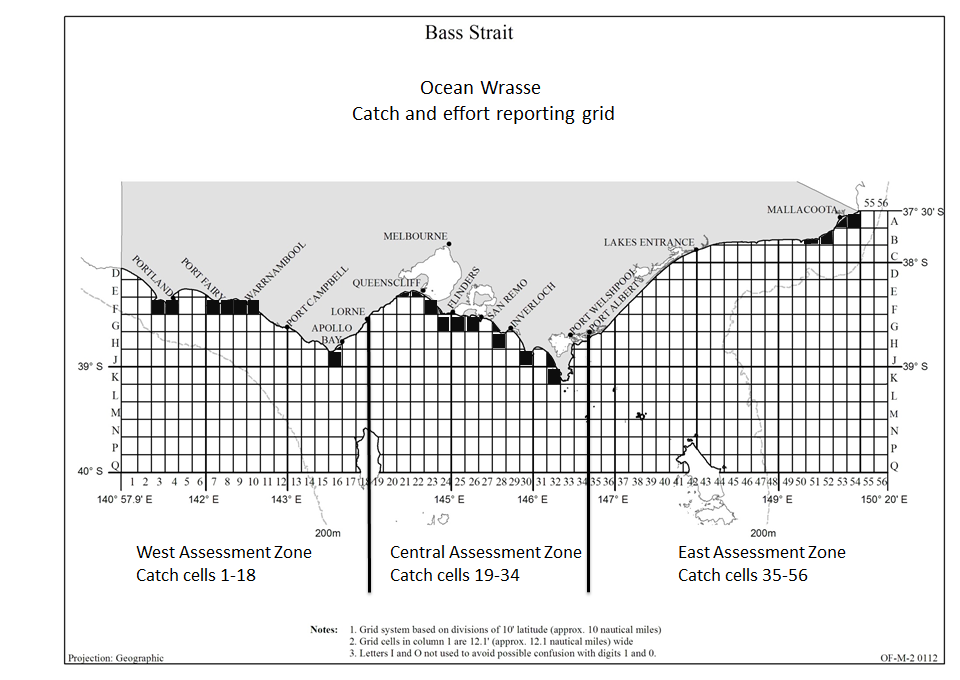 Bass Strait
Ocean Wrasse
Catch and effort reporting grid
55 56
37° 30' S
MALLACOOTA
A
MELBOURNE
LAKES ENTRANCE
B
C
38° S
PORTLAND
PORT FAIRY
WARRNAMBOOL
PORT CAMPBELL
QUEENSCLIFF
FLINDERS
SAN REMO
INVERLOCH
PORT WELSHPOOL
PORT ALBERT
D
D
E
E
F
F
LORNE
APOLLO
BAY
G
G
H
H
J
J
39° S
39° S
K
K
L
L
M
M
N
N
P
P
Q
Q
40° S
1 2 3 4 5 6 7 8 9 10 11 12 13 14 15 16 17 18 19 20 21 22 23 24 25 26 27 28 29 30 31 32 33 34 35 36 37 38 39 40 41 42 43 44 45 46 47 48 49 50 51 52 53 54 55 56
140° 57.9' E 142° E 143° E 145° E 146° E 147° E 149° E 150° 20' E
200m
200m
West Assessment Zone
Catch cells 1-18
Central Assessment Zone
Catch cells 19-34
East Assessment Zone
Catch cells 35-56
Notes: 1. Grid system based on divisions of 10' latitude (approx. 10 nautical miles)
2. Grid cells in column 1 are 12.1' (approx. 12.1 nautical miles) wide
3. Letters I and O not used to avoid possible confusion with digits 1 and 0.
Projection: Geographic
OF-M-2 0112